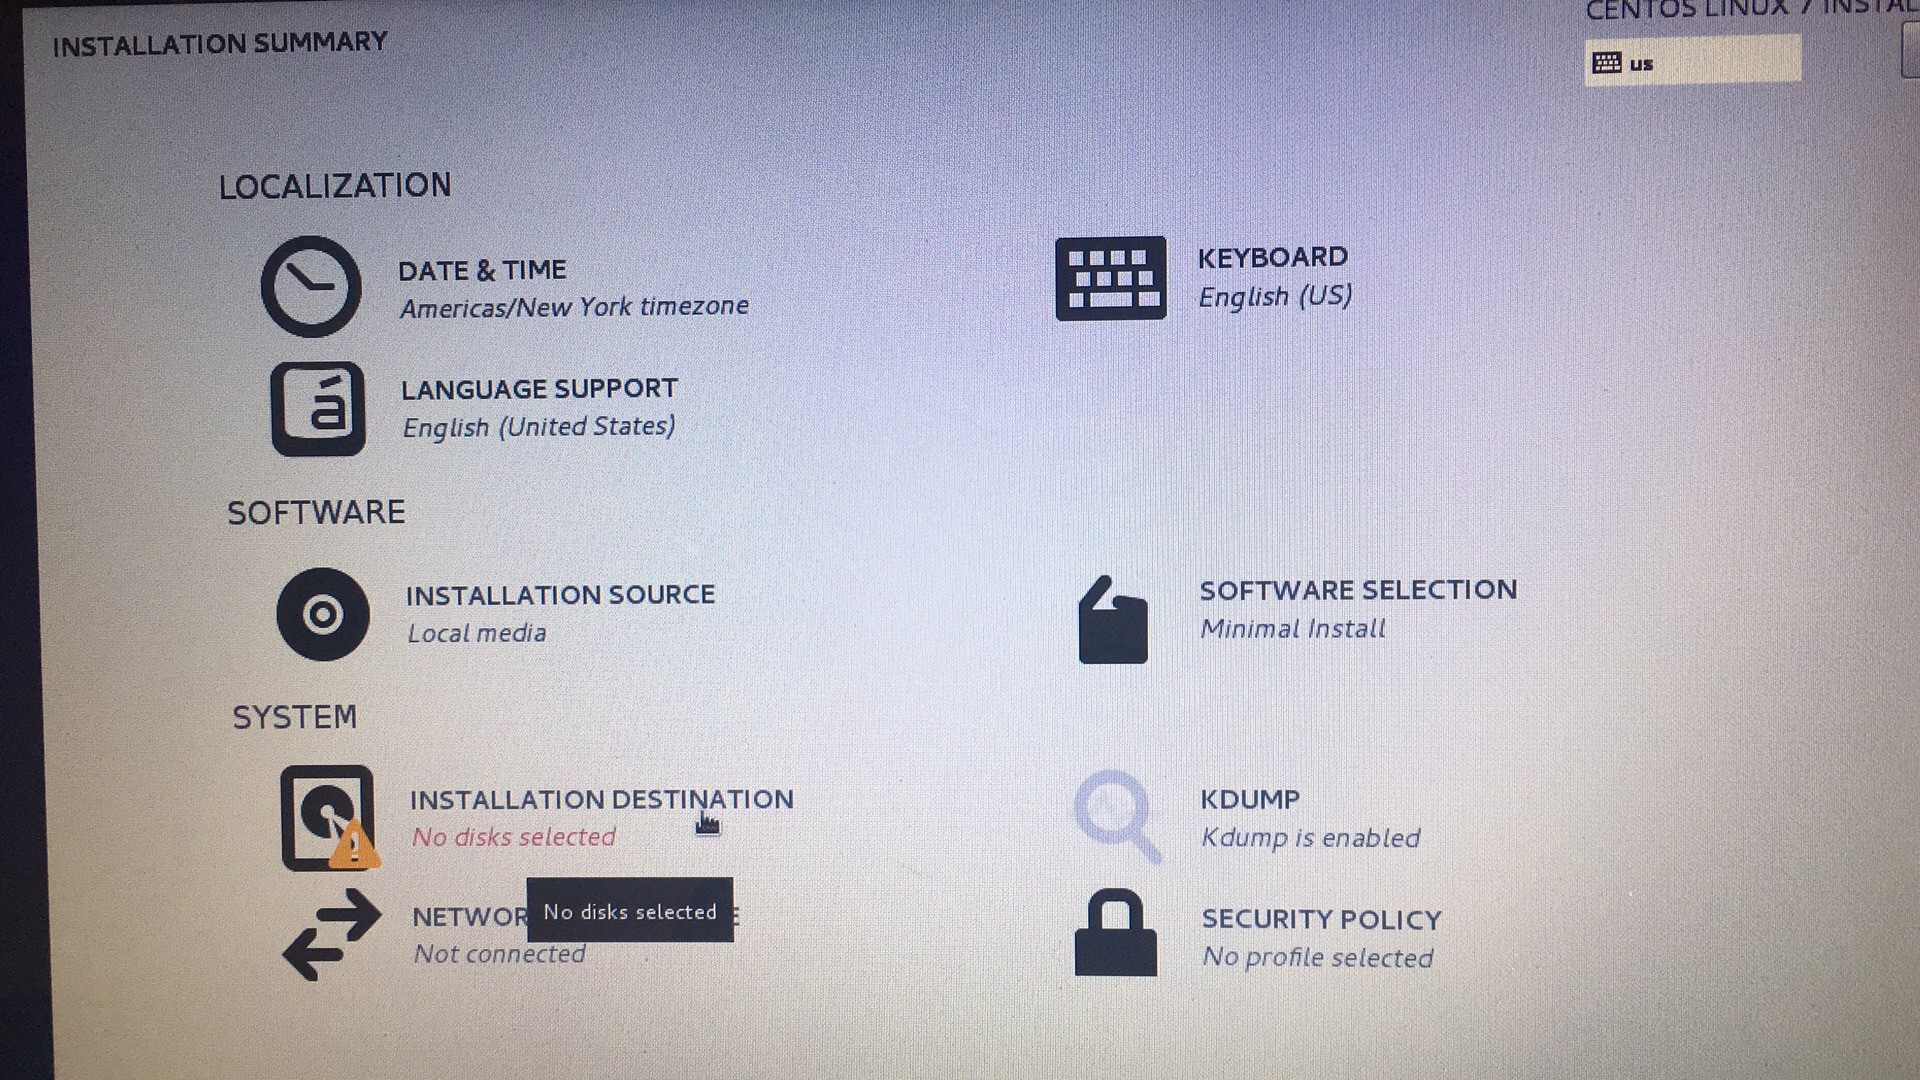 INSTALLATION SUMMARY
CENTOS LINUX 7 INSTAL
us
LOCALIZATION
DATE & TIME
Americas/New York timezone
KEYBOARD
English (US)
LANGUAGE SUPPORT
English (United States)
SOFTWARE
INSTALLATION SOURCE
Local media
SOFTWARE SELECTION
Minimal Install
SYSTEM
INSTALLATION DESTINATION
No disks selected
KDUMP
Kdump is enabled
NETWOR
No disks selected
E
Not connected
SECURITY POLICY
No profile selected